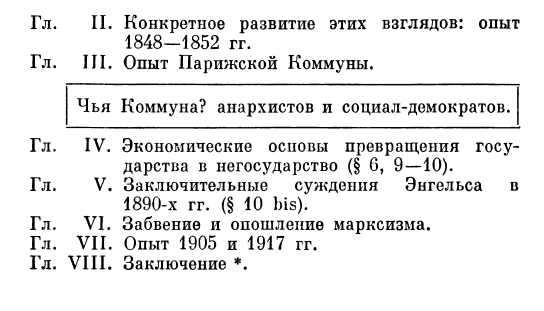 Гл. II. Конкретное развитие этих взглядов: опыт
1848—1852 гг.
Гл. III. Опыт Парижской Коммуны.
Чья Коммуна? анархистов и социал-демократов.
Гл. IV. Экономические основы превращения госу-
дарства в негосударство (§ 6, 9—10).
Гл. V. Заключительные суждения Энгельса в
1890-х гг. (§ 10 bis).
Гл. VI. Забвение и опошление марксизма.
Гл. VII. Опыт 1905 и 1917 гг.
Гл. VIII. Заключение *.